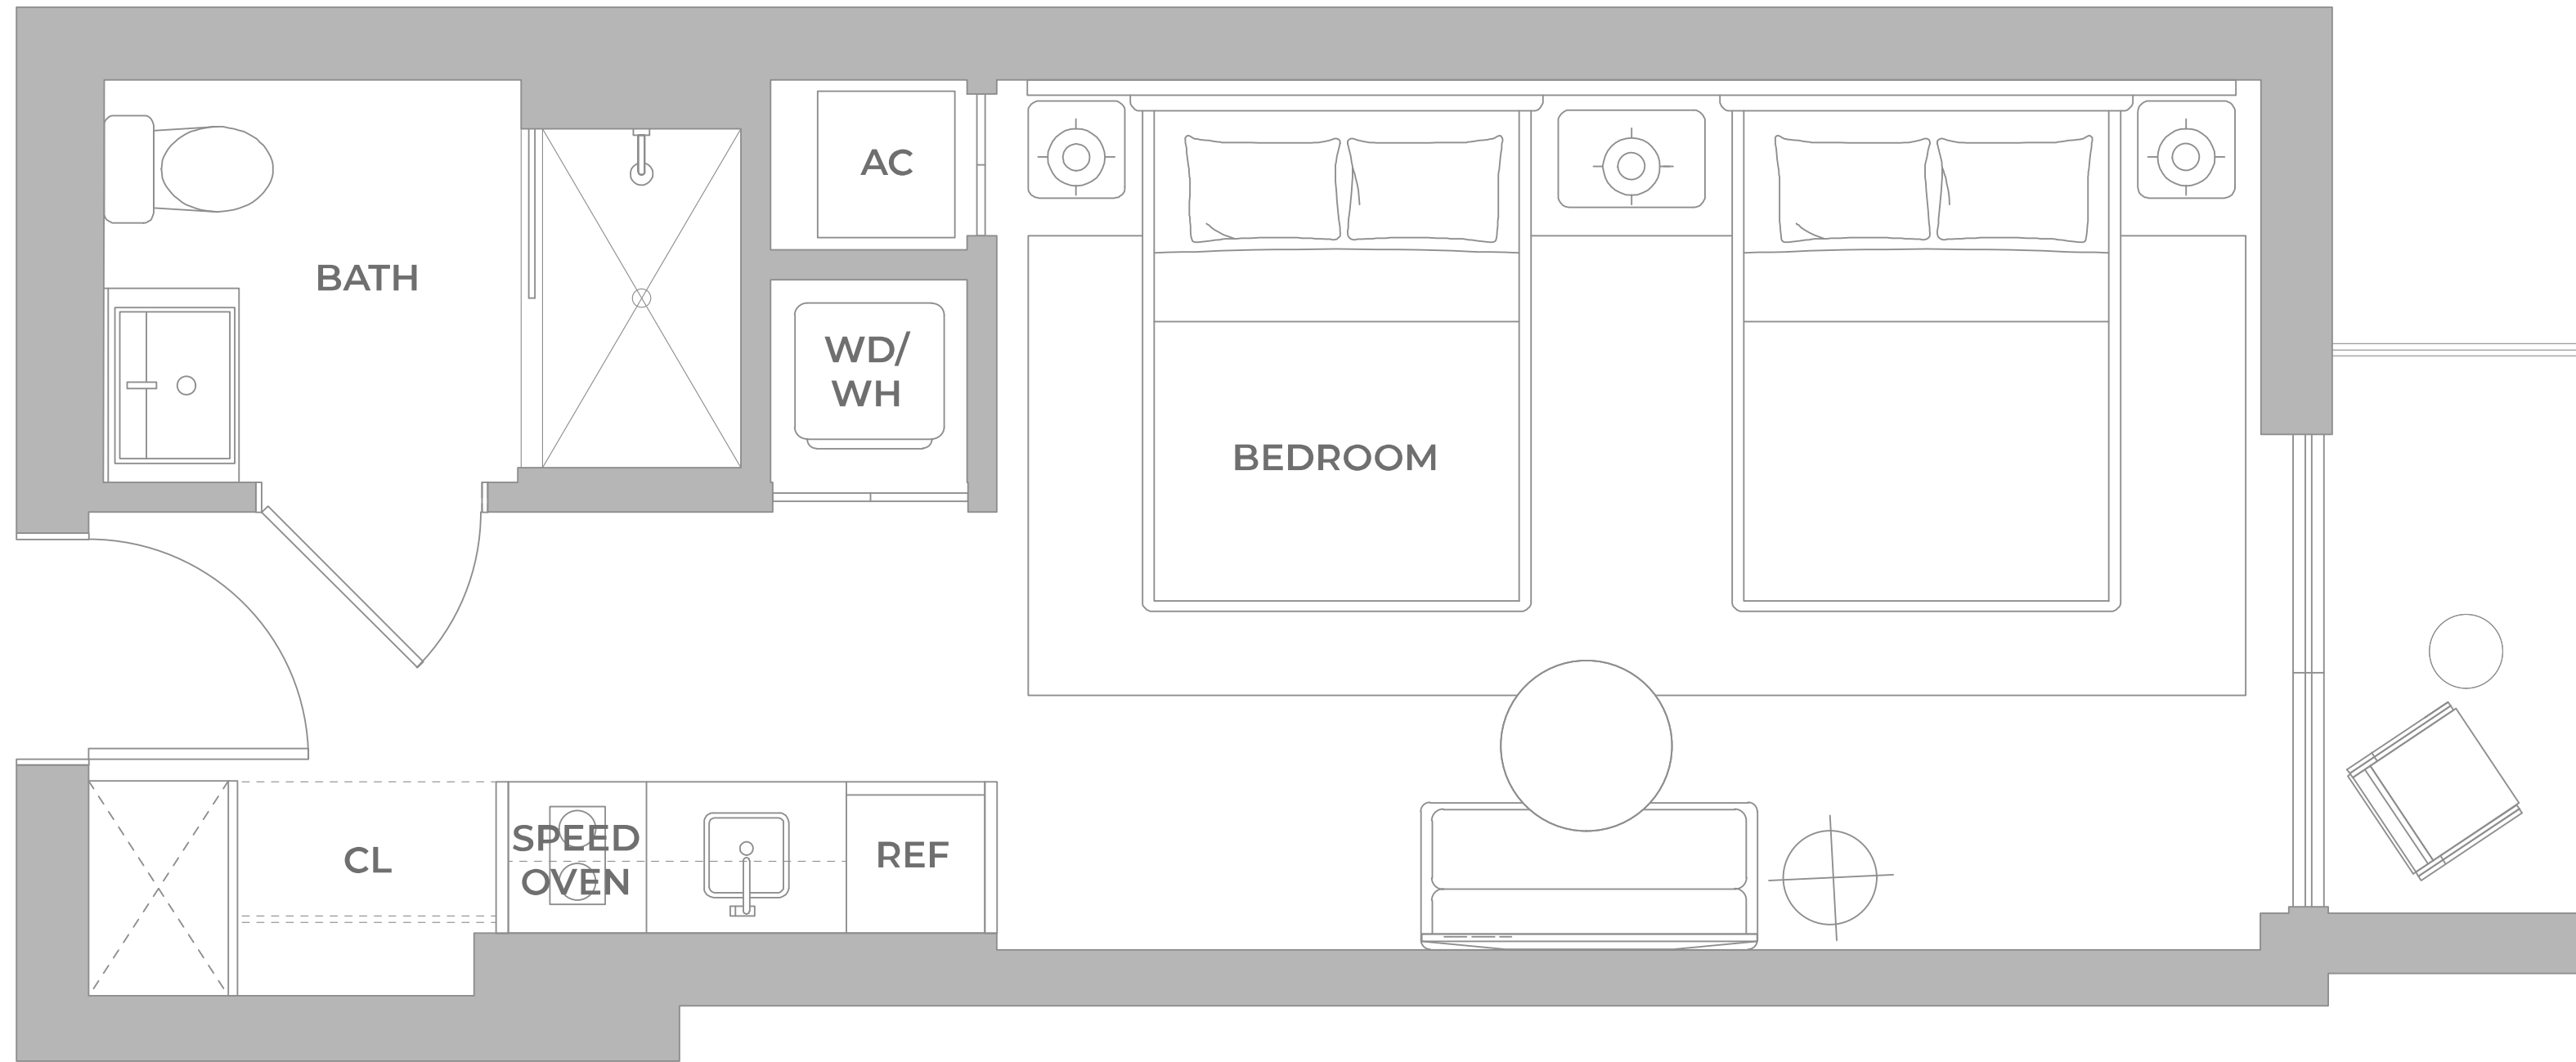 AC
BATH
WD/
WH
BEDROOM
SPEED
OVEN
CL
REF